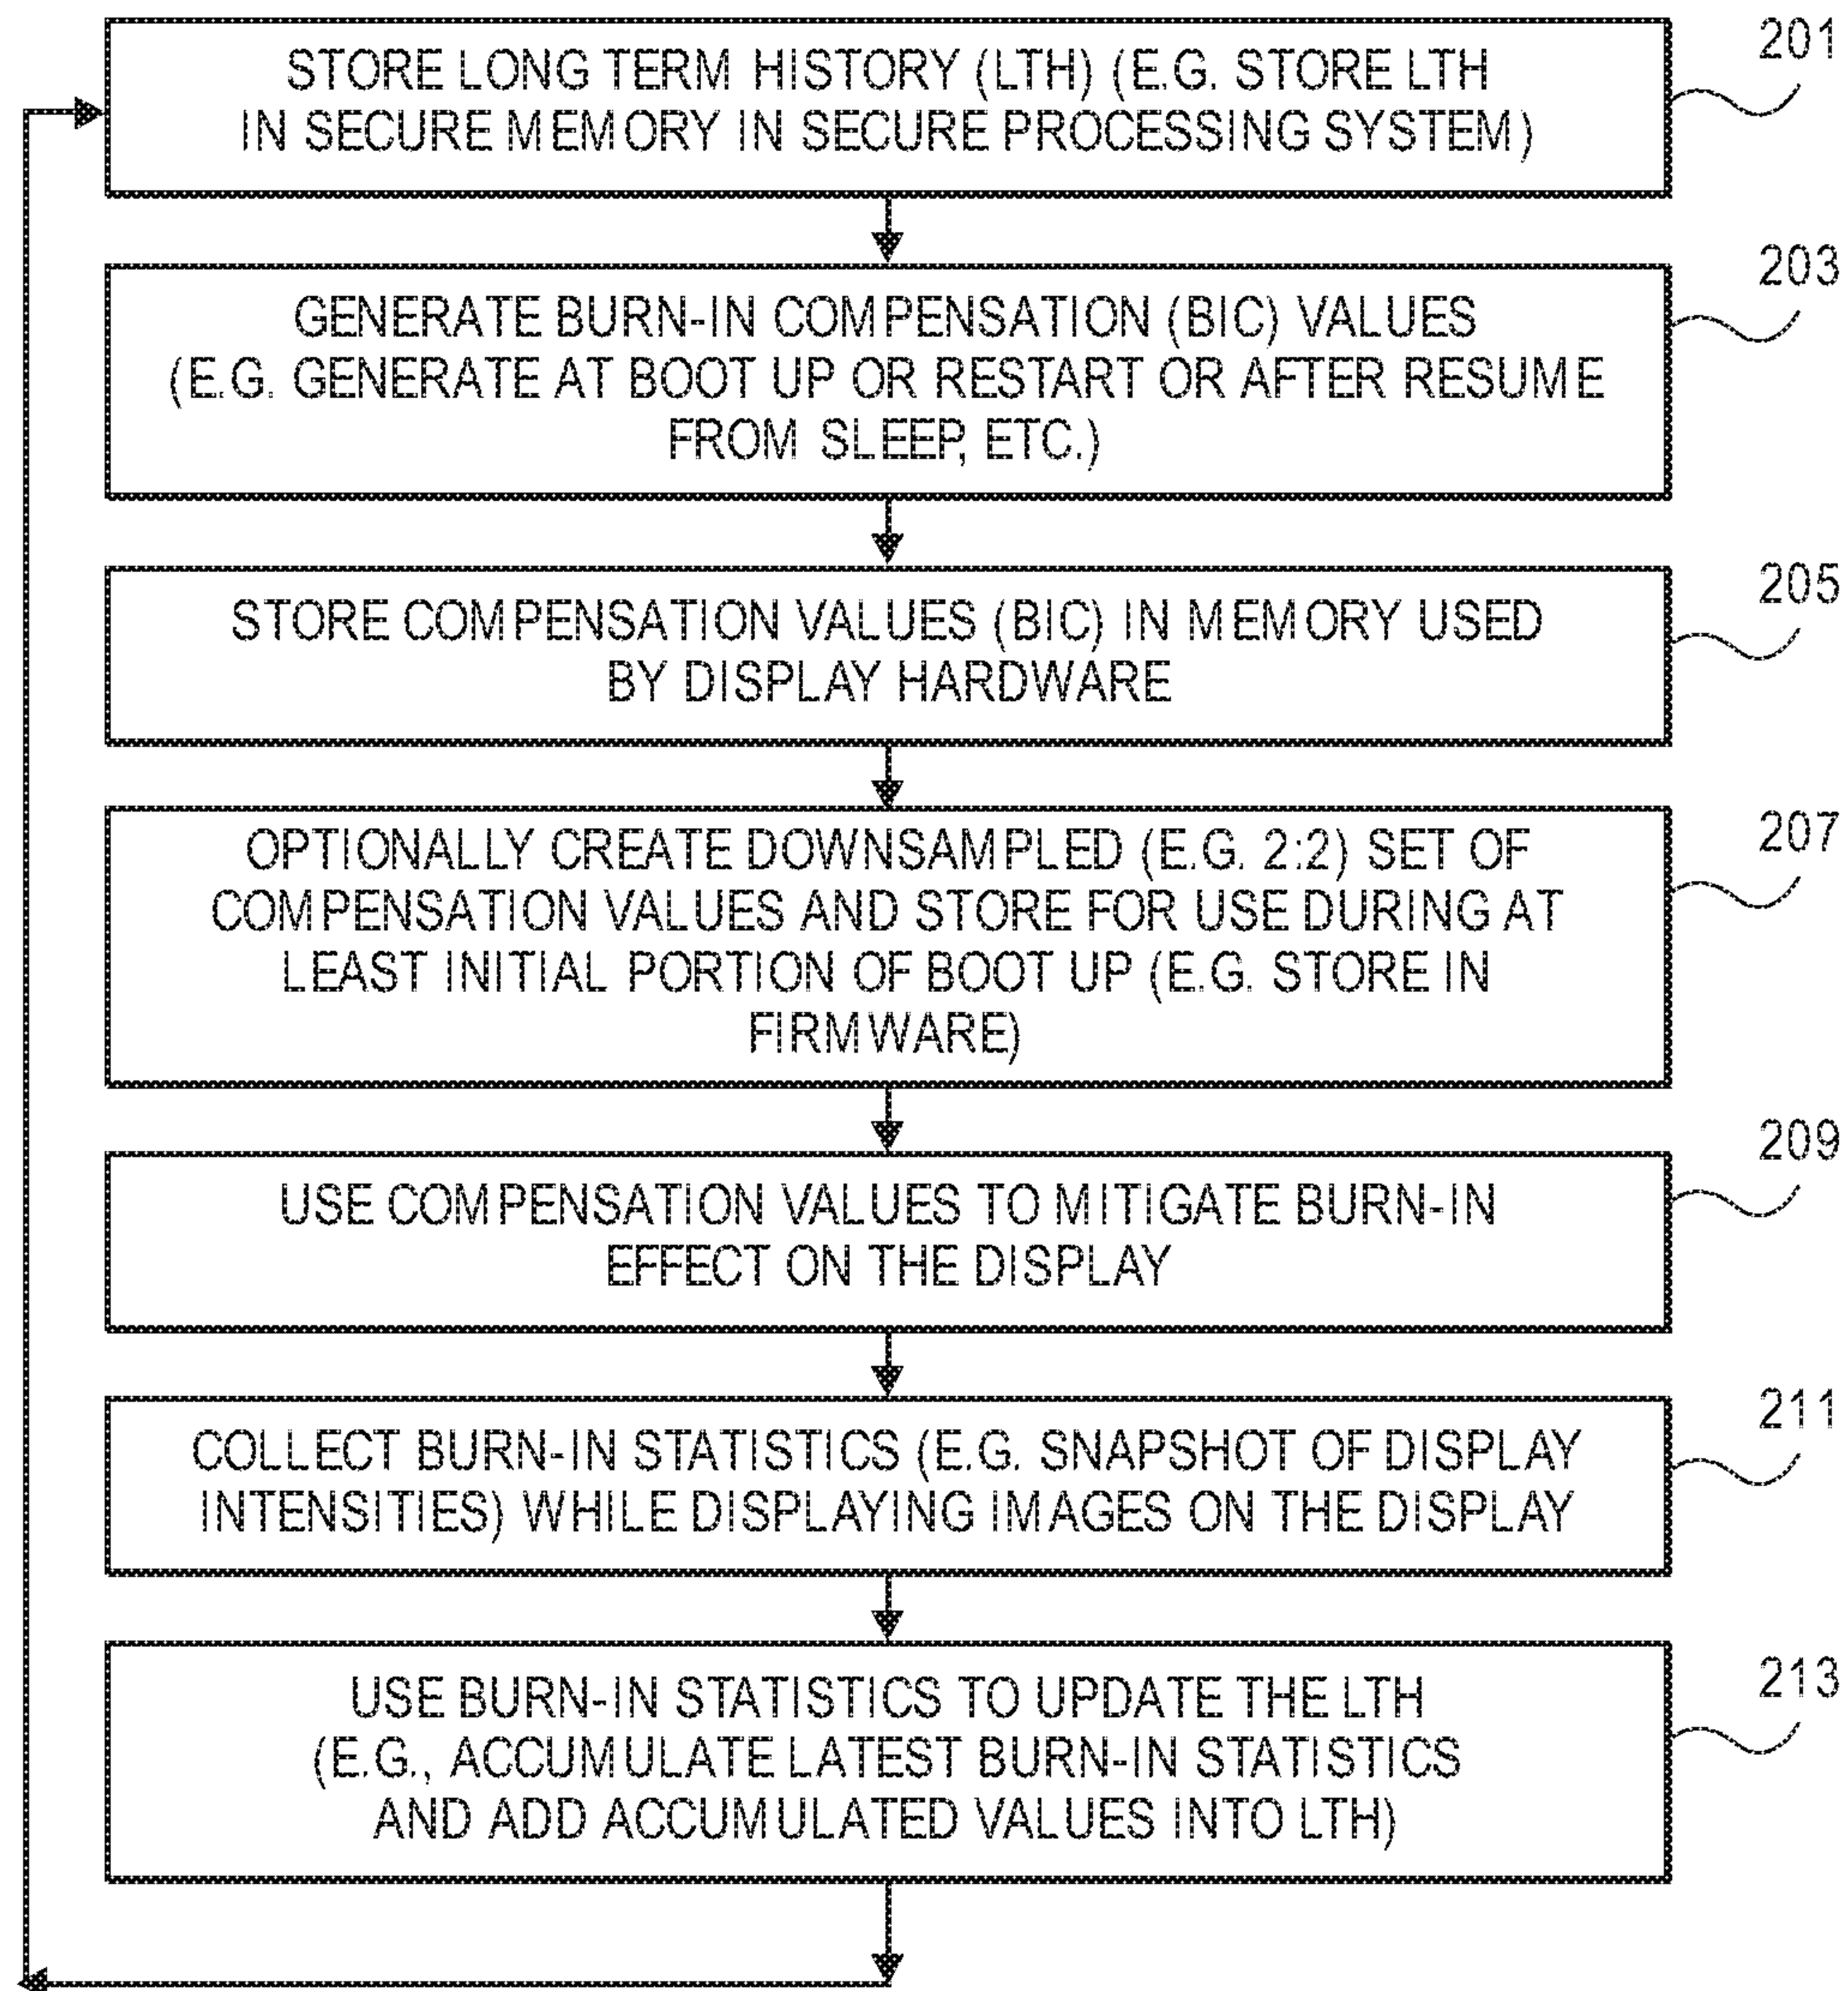 STORE LONG TERM HISTORY (LTH) (E.G. STORE LTH
IN SECURE MEMORY IN SECURE PROCESSING SYSTEM)
201
GENERATE BURN-IN COMPENSATION (BIC) VALUES
(E.G. GENERATE AT BOOT UP OR RESTART OR AFTER RESUME
FROM SLEEP, ETC.)
203
STORE COMPENSATION VALUES (BIC) IN MEMORY USED
BY DISPLAY HARDWARE
205
OPTIONALLY CREATE DOWNSAMPLED (E.G. 2:2) SET OF
COMPENSATION VALUES AND STORE FOR USE DURING AT
LEAST INITIAL PORTION OF BOOT UP (E.G. STORE IN
FIRMWARE)
207
USE COMPENSATION VALUES TO MITIGATE BURN-IN
EFFECT ON THE DISPLAY
209
COLLECT BURN-IN STATISTICS (E.G. SNAPSHOT OF DISPLAY
INTENSITIES) WHILE DISPLAYING IMAGES ON THE DISPLAY
211
USE BURN-IN STATISTICS TO UPDATE THE LTH
(E.G., ACCUMULATE LATEST BURN-IN STATISTICS
AND ADD ACCUMULATED VALUES INTO LTH)
213